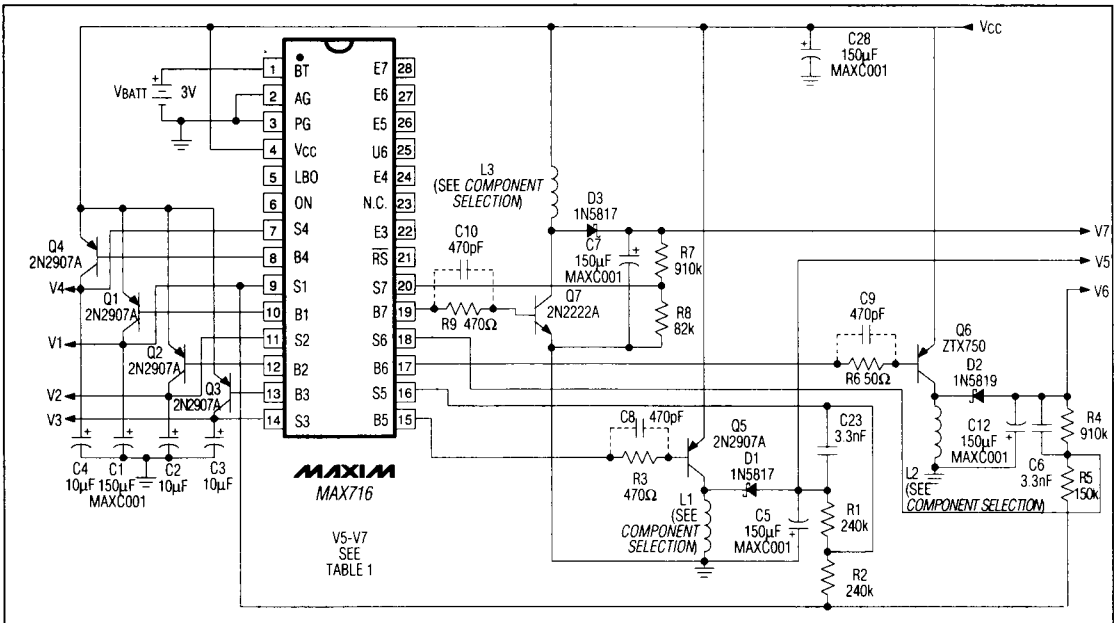 VCC
C28
150µF
MAXC001
VBATT
3V
1
BT
E7
28
2
AG
E6
27
3
PG
E5
26
4
VCC
U6
25
5
LBO
E4
24
6
ON
N.C.
23
7
S4
E3
22
8
B4
RS
21
9
S1
S7
20
10
B1
B7
19
11
S2
S6
18
12
B2
B6
17
13
B3
S5
16
14
S3
B5
15
MAXIM
MAX716
V5-V7
SEE
TABLE 1
Q4
2N2907A
V4
Q1
2N2907A
V1
Q2
2N2907A
V2
Q3
2N2907A
V3
C4
10µF
C1
150µF
MAXC001
C2
10µF
C3
10µF
L3
(SEE COMPONENT
SELECTION)
D3
1N5817
C7
150µF
MAXC001
C10
470pF
R9 470Ω
Q7
2N2222A
R7
910k
R8
82k
V7
V5
V6
C9
470pF
R6 50Ω
Q6
ZTX750
D2
1N5819
C12
150µF
MAXC001
C6
3.3nF
R4
910k
R5
150k
L2
(SEE
COMPONENT SELECTION)
C8
470pF
R3
470Ω
Q5
2N2907A
D1
1N5817
L1
(SEE
COMPONENT
SELECTION)
C5
150µF
MAXC001
C23
3.3nF
R1
240k
R2
240k